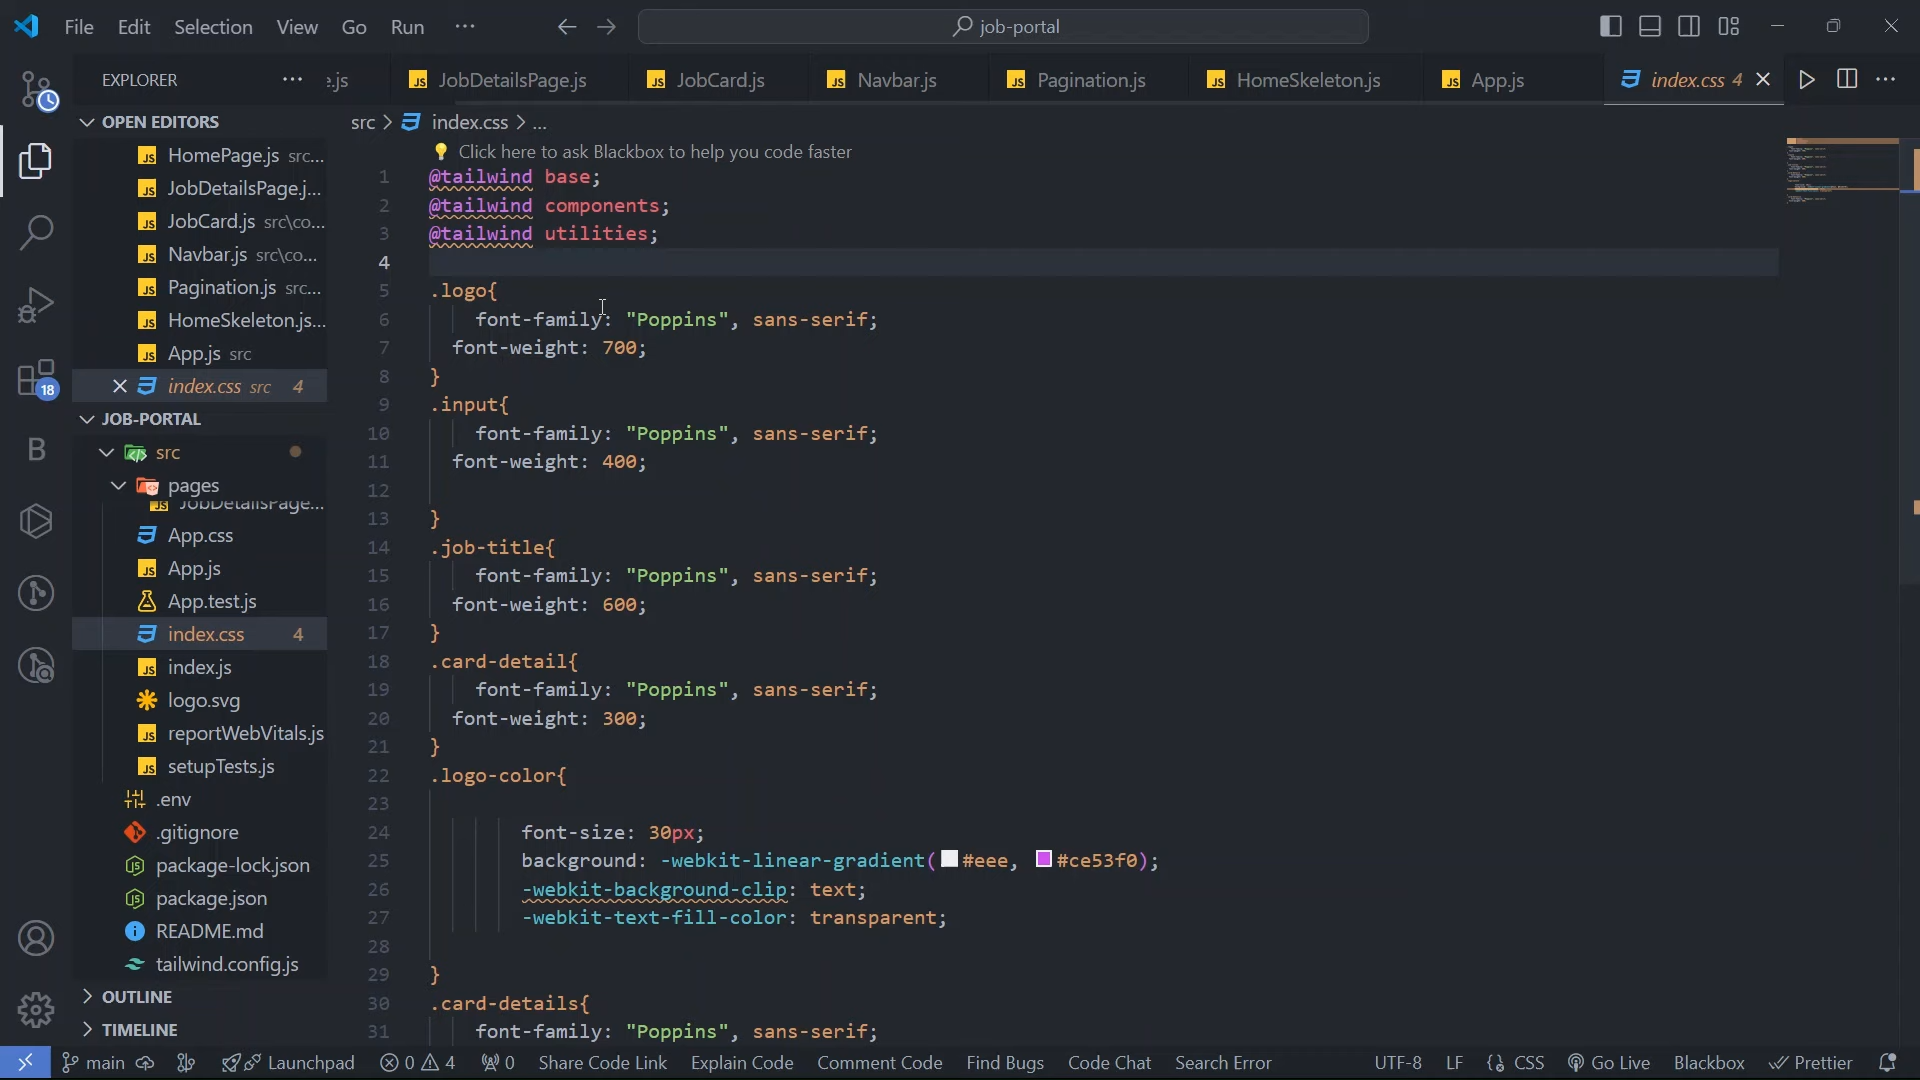 File Edit Selection View Go Run ··· job-portal
EXPLORER ··· e.js JobDetailsPage.js JobCard.js Navbar.js Pagination.js HomeSkeleton.js App.js index.css 4
OPEN EDITORS
HomePage.js src...
JobDetailsPage.j...
JobCard.js src\co...
Navbar.js src\co...
Pagination.js src...
HomeSkeleton.js...
App.js src
index.css src 4
JOB-PORTAL
src
pages
JobDetailsPage...
App.css
App.js
App.test.js
index.css 4
index.js
logo.svg
reportWebVitals.js
setupTests.js
.env
.gitignore
package-lock.json
package.json
README.md
tailwind.config.js
OUTLINE
TIMELINE
18
B
src > index.css > ...
Click here to ask Blackbox to help you code faster
1 @tailwind base;
2 @tailwind components;
3 @tailwind utilities;
4
5 .logo{
6 font-family: "Poppins", sans-serif;
7 font-weight: 700;
8 }
9 .input{
10 font-family: "Poppins", sans-serif;
11 font-weight: 400;
12
13 }
14 .job-title{
15 font-family: "Poppins", sans-serif;
16 font-weight: 600;
17 }
18 .card-detail{
19 font-family: "Poppins", sans-serif;
20 font-weight: 300;
21 }
22 .logo-color{
23
24 font-size: 30px;
25 background: -webkit-linear-gradient(#eee, #ce53f0);
26 -webkit-background-clip: text;
27 -webkit-text-fill-color: transparent;
28
29 }
30 .card-details{
31 font-family: "Poppins", sans-serif;
main Launchpad 0 4 0 Share Code Link Explain Code Comment Code Find Bugs Code Chat Search Error UTF-8 LF {} CSS Go Live Blackbox Prettier